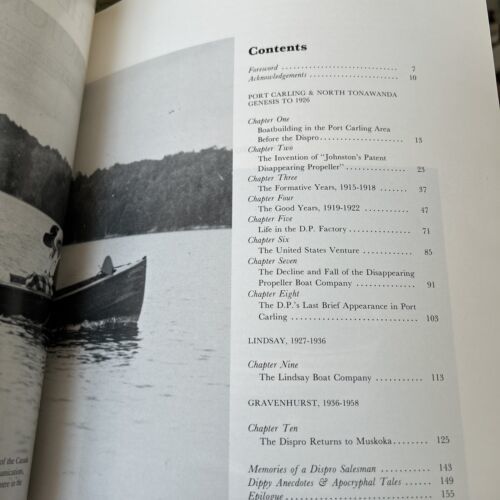 Contents
Foreword 7
Acknowledgements 10
PORT CARLING & NORTH TONAWANDA
GENESIS TO 1926
Chapter One
Boatbuilding in the Port Carling Area
Before the Dispro 13
Chapter Two
The Invention of "Johnston's Patent
Disappearing Propeller" 23
Chapter Three
The Formative Years, 1915-1918 37
Chapter Four
The Good Years, 1919-1922 47
Chapter Five
Life in the D.P. Factory 71
Chapter Six
The United States Venture 85
Chapter Seven
The Decline and Fall of the Disappearing
Propeller Boat Company 91
Chapter Eight
The D.P.'s Last Brief Appearance in Port
Carling 103
LINDSAY, 1927-1936
Chapter Nine
The Lindsay Boat Company 113
GRAVENHURST, 1936-1958
Chapter Ten
The Dispro Returns to Muskoka 125
Memories of a Dispro Salesman 143
Dippy Anecdotes & Apocryphal Tales 149
Epilogue 155
of the Canadi
in the